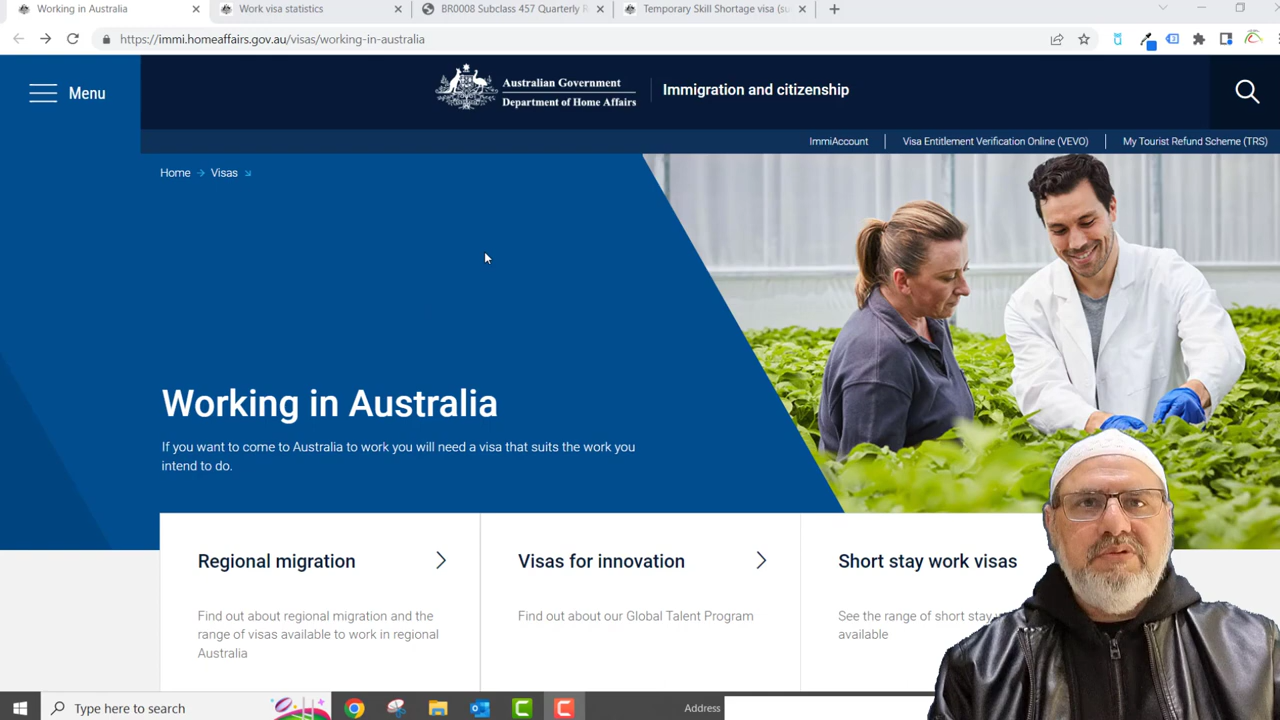 Working in Australia
Work visa statistics
BR0008 Subclass 457 Quarterly R
Temporary Skill Shortage visa (su
https://immi.homeaffairs.gov.au/visas/working-in-australia
Menu
Australian Government
Department of Home Affairs
Immigration and citizenship
ImmiAccount
Visa Entitlement Verification Online (VEVO)
My Tourist Refund Scheme (TRS)
Home
Visas
Working in Australia
If you want to come to Australia to work you will need a visa that suits the work you
intend to do.
Regional migration
Find out about regional migration and the
range of visas available to work in regional
Australia
Visas for innovation
Find out about our Global Talent Program
Short stay work visas
See the range of short stay
available
Type here to search
Address